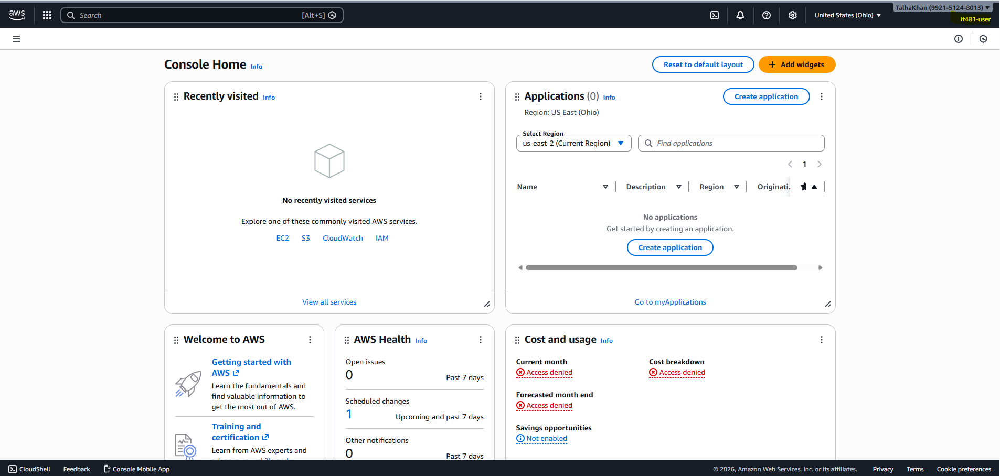 aws
Search
[Alt+S]
United States (Ohio)
TalhaKhan (9921-5124-8013)
it481-user
Console Home Info
Reset to default layout
Add widgets
Recently visited Info
No recently visited services
Explore one of these commonly visited AWS services.
EC2 S3 CloudWatch IAM
View all services
Applications (0) Info
Create application
Region: US East (Ohio)
Select Region
us-east-2 (Current Region)
Find applications
1
Name Description Region Originati.
No applications
Get started by creating an application.
Create application
Go to myApplications
Welcome to AWS
Getting started with
AWS
Learn the fundamentals and
find valuable information to
get the most out of AWS.
Training and
certification
Learn from AWS experts and
AWS Health Info
Open issues
0
Past 7 days
Scheduled changes
1
Upcoming and past 7 days
Other notifications
0
Past 7 days
Cost and usage Info
Current month
Access denied
Cost breakdown
Access denied
Forecasted month end
Access denied
Savings opportunities
Not enabled
CloudShell Feedback Console Mobile App
© 2026, Amazon Web Services, Inc. or its affiliates. Privacy Terms Cookie preferences